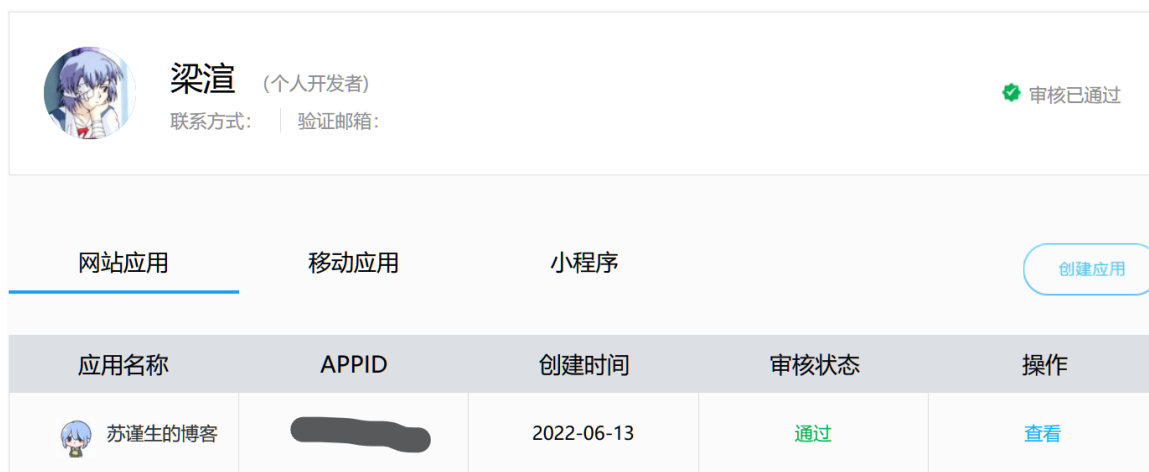 梁渲 (个人开发者)
联系方式: 验证邮箱:
审核已通过
网站应用 移动应用 小程序
创建应用
应用名称 APPID 创建时间 审核状态 操作
苏谨生的博客 2022-06-13 通过 查看